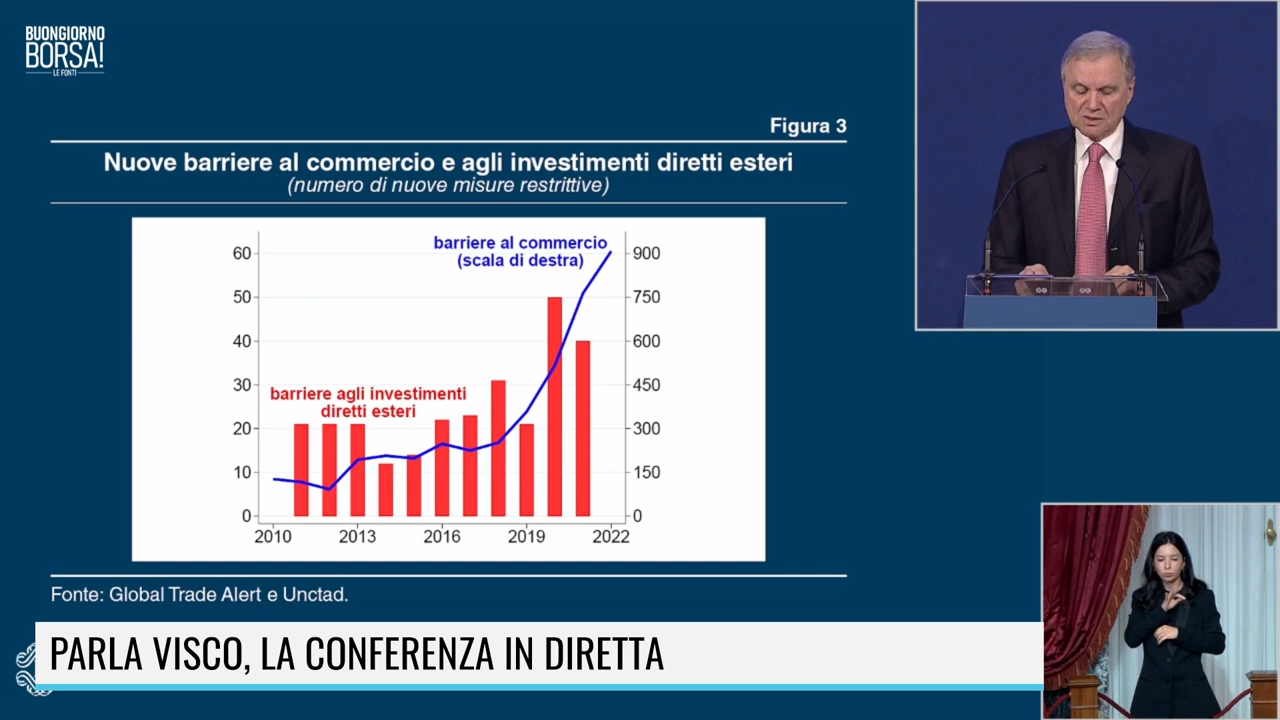 BUONGIORNO
BORSA!
LE FONTI
Figura 3
Nuove barriere al commercio e agli investimenti diretti esteri
(numero di nuove misure restrittive)
barriere al commercio
(scala di destra)
60
900
50
750
40
600
30
450
barriere agli investimenti
diretti esteri
20
300
10
150
0
0
2010
2013
2016
2019
2022
Fonte: Global Trade Alert e Unctad.
PARLA VISCO, LA CONFERENZA IN DIRETTA